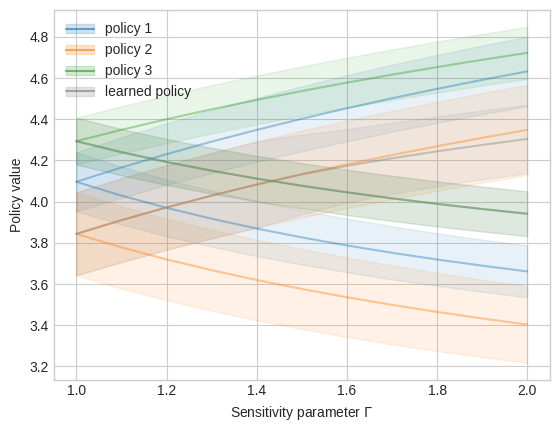 policy 1
policy 2
policy 3
learned policy
Policy value
4.8
4.6
4.4
4.2
4.0
3.8
3.6
3.4
3.2
1.0 1.2 1.4 1.6 1.8 2.0
Sensitivity parameter Γ